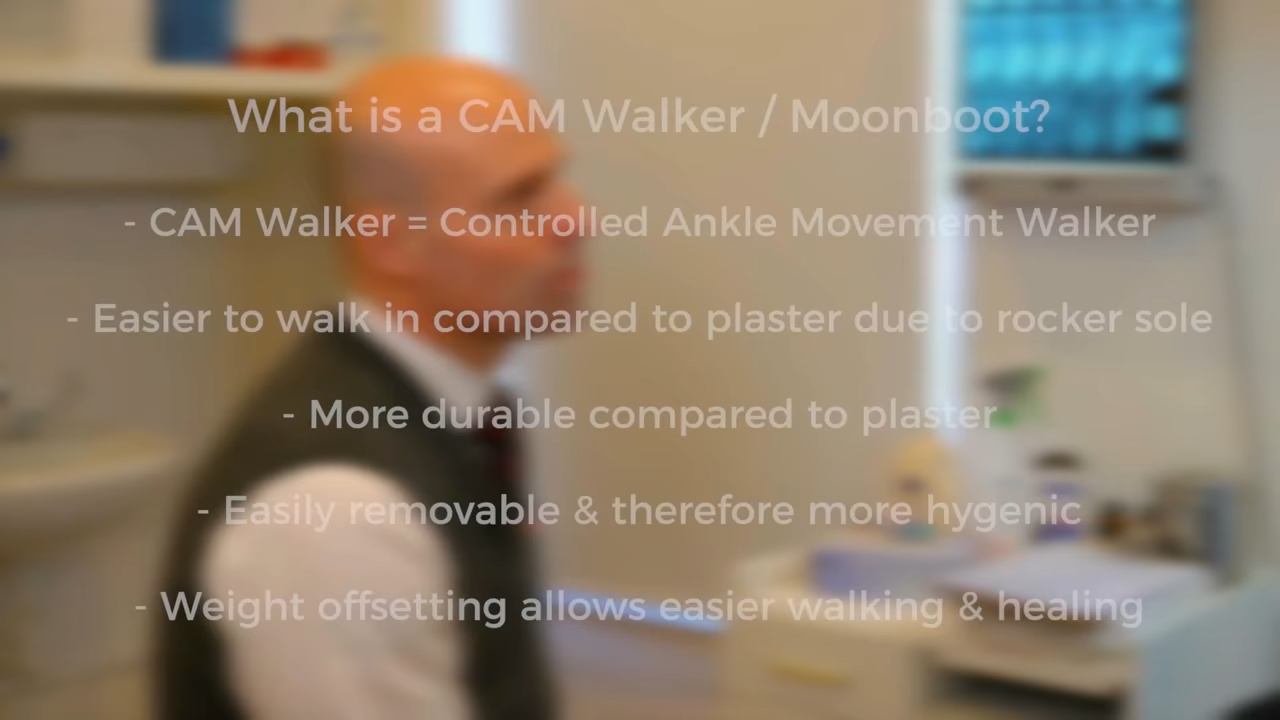 What is a CAM Walker / Moonboot?
- CAM Walker = Controlled Ankle Movement Walker
- Easier to walk in compared to plaster due to rocker sole
- More durable compared to plaster
- Easily removable & therefore more hygenic
- Weight offsetting allows easier walking & healing